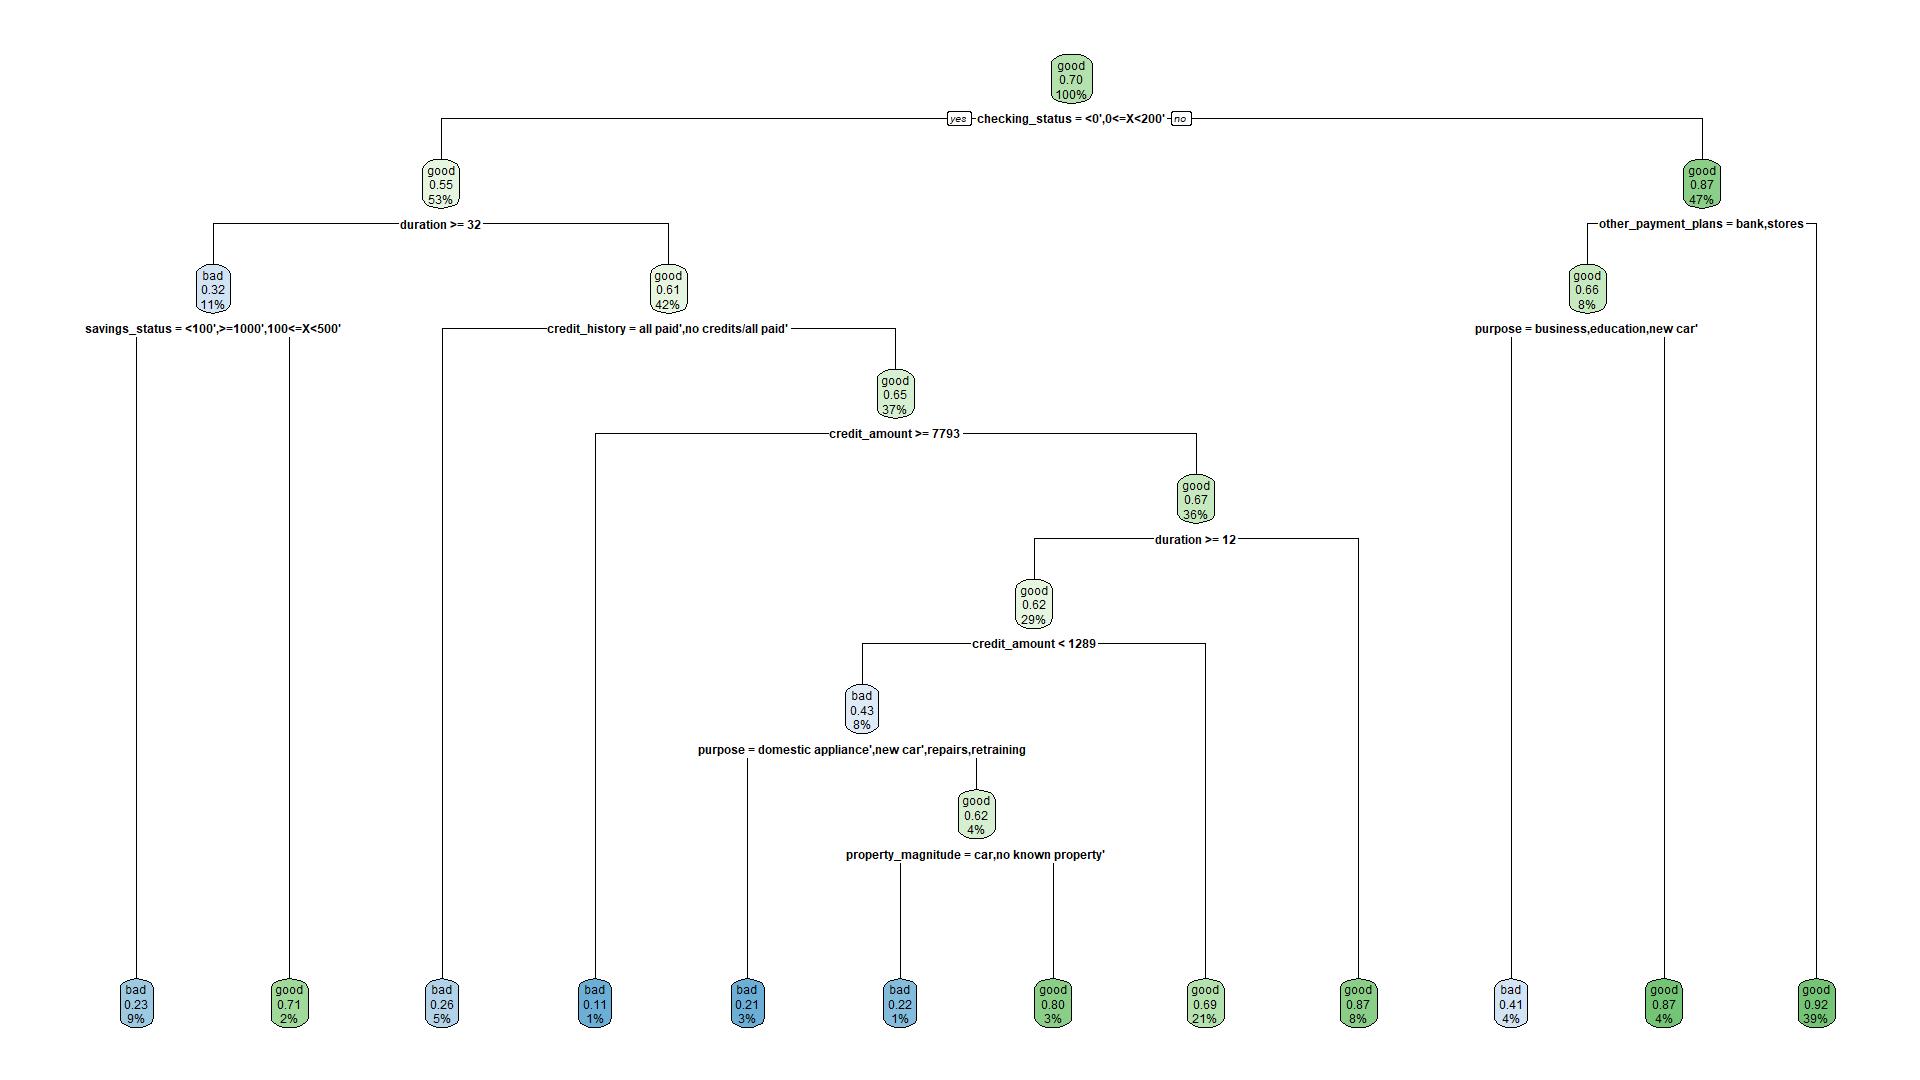 good
0.70
100%
yes checking_status = <0',0<=X<200' no
good
0.55
53%
good
0.87
47%
duration >= 32
other_payment_plans = bank,stores
bad
0.32
11%
good
0.61
42%
good
0.66
8%
savings_status = <100',>=1000',100<=X<500'
credit_history = all paid',no credits/all paid'
purpose = business,education,new car'
good
0.65
37%
credit_amount >= 7793
good
0.67
36%
duration >= 12
good
0.62
29%
credit_amount < 1289
bad
0.43
8%
purpose = domestic appliance',new car',repairs,retraining
good
0.62
4%
property_magnitude = car,no known property'
bad
0.23
9%
good
0.71
2%
bad
0.26
5%
bad
0.11
1%
bad
0.21
3%
bad
0.22
1%
good
0.80
3%
good
0.69
21%
good
0.87
8%
bad
0.41
4%
good
0.87
4%
good
0.92
39%